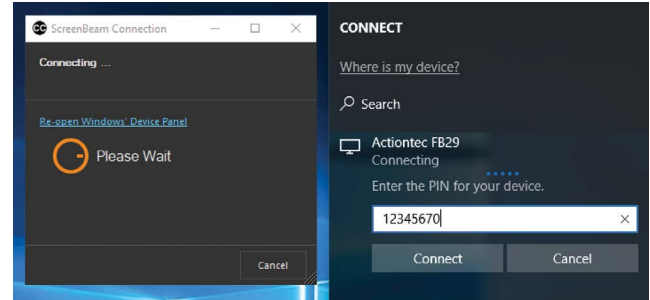 CC ScreenBeam Connection
Connecting ...
Re-open Windows' Device Panel
Please Wait
Cancel
CONNECT
Where is my device?
Search
Actiontec FB29
Connecting
Enter the PIN for your device.
12345670
Connect
Cancel